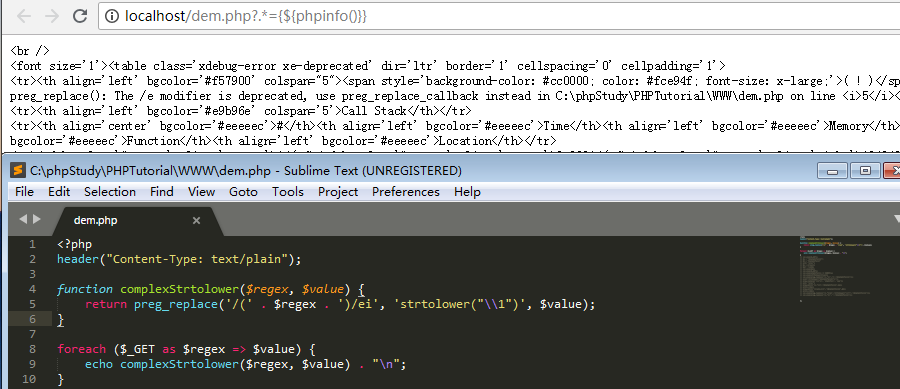 localhost/dem.php?.*={${phpinfo()}}
<br />
<font size='1'><table class='xdebug-error xe-deprecated' dir='ltr' border='1' cellspacing='0' cellpadding='1'>
<tr><th align='left' bgcolor='#f57900' colspan="5"><span style='background-color: #cc0000; color: #fce94f; font-size: x-large;'>( ! )</sp
preg_replace(): The /e modifier is deprecated, use preg_replace_callback instead in C:\phpStudy\PHPTutorial\WWW\dem.php on line <i>5</i></
<tr><th align='left' bgcolor='#e9b96e' colspan='5'>Call Stack</th></tr>
<tr><th align='center' bgcolor='#eeeeec'>#</th><th align='left' bgcolor='#eeeeec'>Time</th><th align='left' bgcolor='#eeeeec'>Memory</th>
bgcolor='#eeeeec'>Function</th><th align='left' bgcolor='#eeeeec'>Location</th></tr>
C:\phpStudy\PHPTutorial\WWW\dem.php - Sublime Text (UNREGISTERED)
File Edit Selection Find View Goto Tools Project Preferences Help
dem.php
1 <?php
2 header("Content-Type: text/plain");
3
4 function complexStrtolower($regex, $value) {
5 return preg_replace('/(' . $regex . ')/ei', 'strtolower("\\1")', $value);
6 }
7
8 foreach ($_GET as $regex => $value) {
9 echo complexStrtolower($regex, $value) . "\n";
10 }